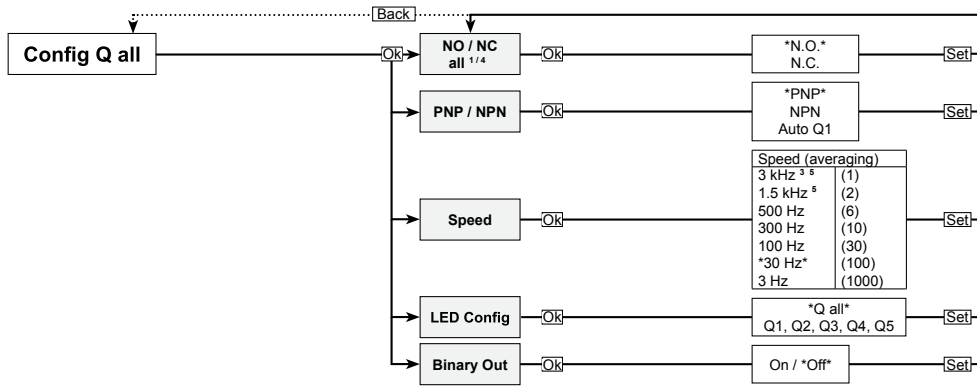 Back
Config Q all
Ok
NO / NC
all 1 / 4
Ok
*N.O.*
N.C.
Set
PNP / NPN
Ok
*PNP*
NPN
Auto Q1
Set
Speed
Ok
Speed (averaging)
3 kHz 3 5 (1)
1.5 kHz 5 (2)
500 Hz (6)
300 Hz (10)
100 Hz (30)
*30 Hz* (100)
3 Hz (1000)
Set
LED Config
Ok
*Q all*
Q1, Q2, Q3, Q4, Q5
Set
Binary Out
Ok
On / *Off*
Set